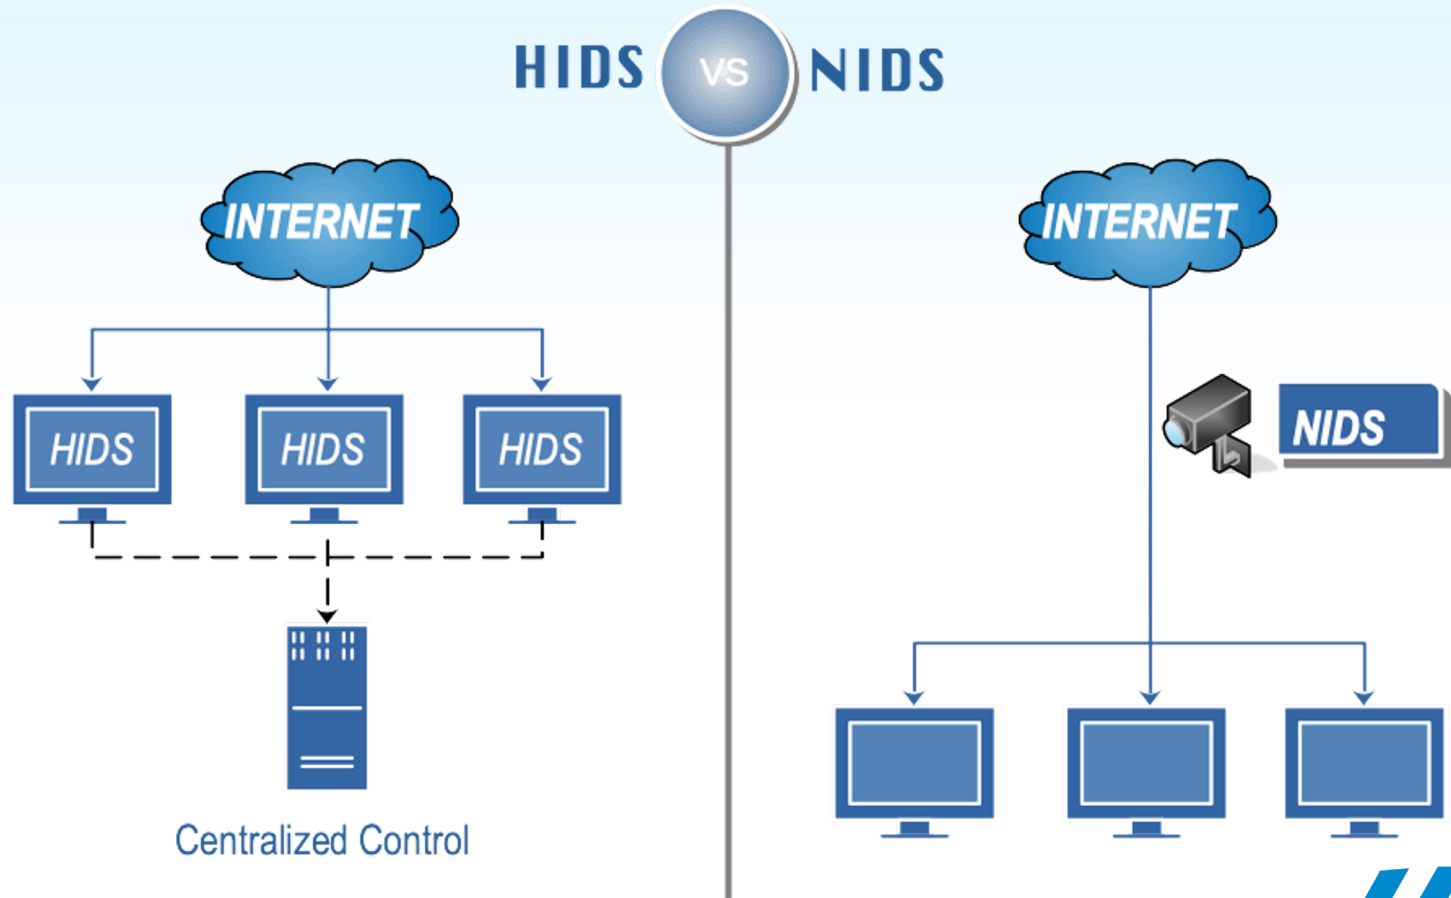 HIDS VS NIDS
INTERNET
HIDS HIDS HIDS
Centralized Control
INTERNET
NIDS